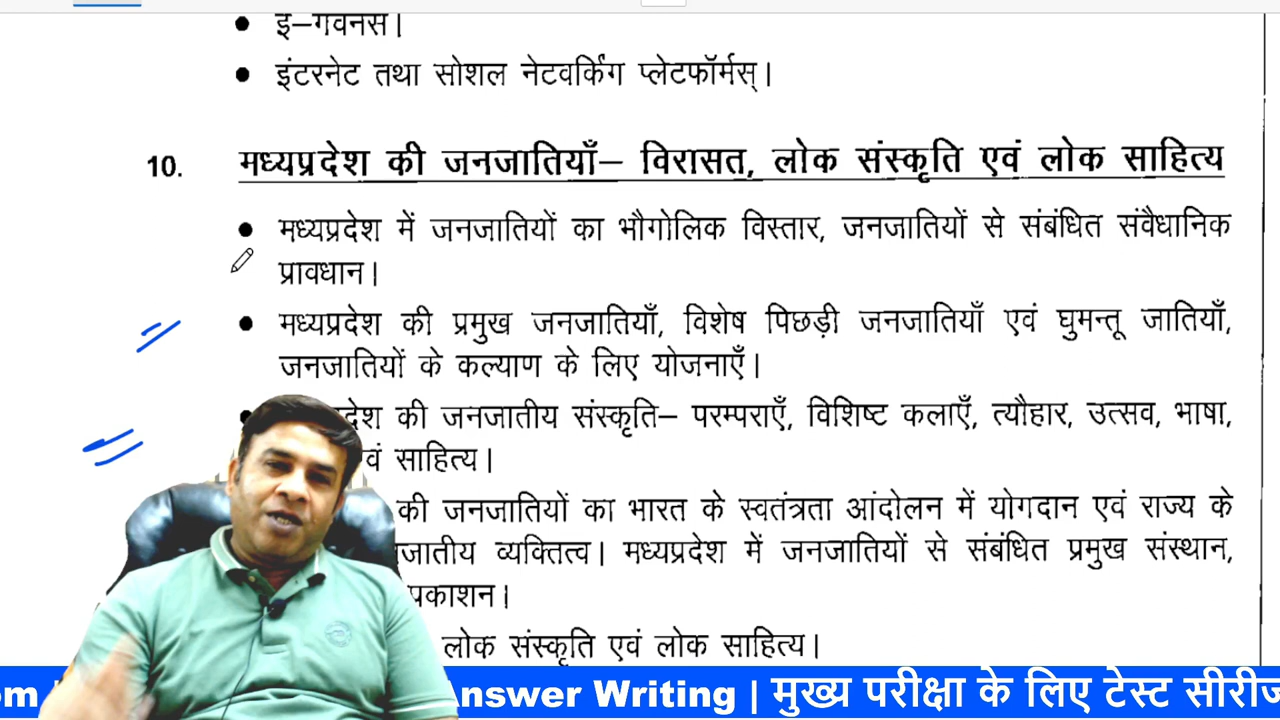 इ–गवनस।
इंटरनेट तथा सोशल नेटवर्किंग प्लेटफॉर्मस्।
10. मध्यप्रदेश की जनजातियाँ– विरासत, लोक संस्कृति एवं लोक साहित्य
मध्यप्रदेश में जनजातियों का भौगोलिक विस्तार, जनजातियों से संबंधित संवैधानिक
प्रावधान।
मध्यप्रदेश की प्रमुख जनजातियाँ, विशेष पिछड़ी जनजातियाँ एवं घुमन्तू जातियाँ,
जनजातियों के कल्याण के लिए योजनाएँ।
की जनजातीय संस्कृति– परम्पराएँ, विशिष्ट कलाएँ, त्यौहार, उत्सव, भाषा,
साहित्य।
की जनजातियों का भारत के स्वतंत्रता आंदोलन में योगदान एवं राज्य के
व्यक्तित्व। मध्यप्रदेश में जनजातियों से संबंधित प्रमुख संस्थान,
प्रकाशन।
लोक संस्कृति एवं लोक साहित्य।
Answer Writing | मुख्य परीक्षा के लिए टेस्ट सीरीज